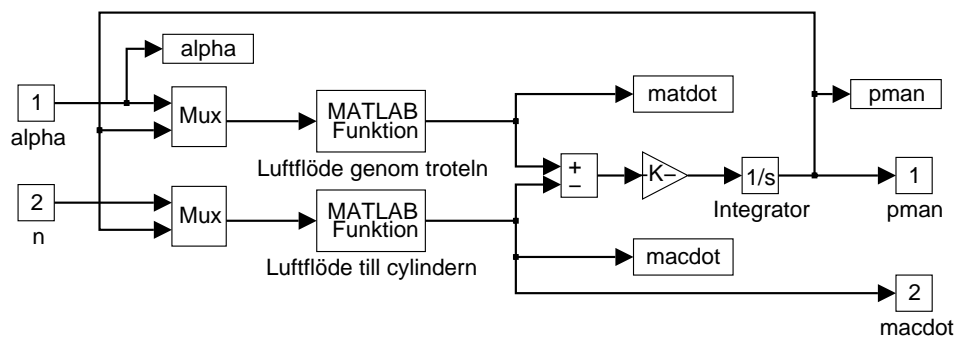 alpha
1
alpha
Mux
MATLAB
Funktion
Luftflöde genom troteln
matdot
pman
+
−
-K-
1/s
Integrator
1
pman
2
n
Mux
MATLAB
Funktion
Luftflöde till cylindern
macdot
2
macdot